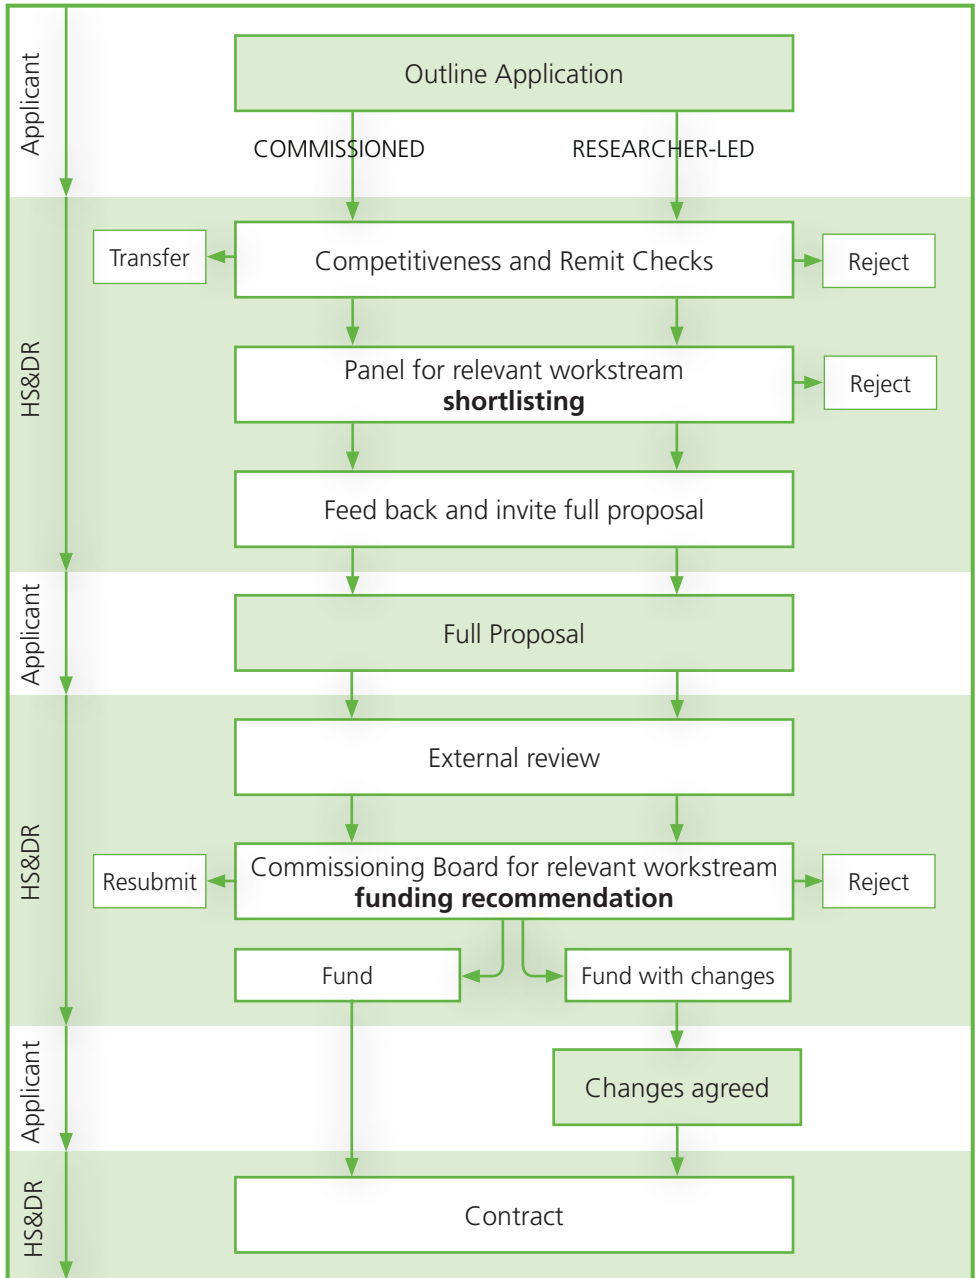 Applicant
Outline Application
COMMISSIONED
RESEARCHER-LED
HS&DR
Transfer
Competitiveness and Remit Checks
Reject
Panel for relevant workstream
shortlisting
Reject
Feed back and invite full proposal
Applicant
Full Proposal
HS&DR
External review
Resubmit
Commissioning Board for relevant workstream
funding recommendation
Reject
Fund
Fund with changes
Applicant
Changes agreed
HS&DR
Contract